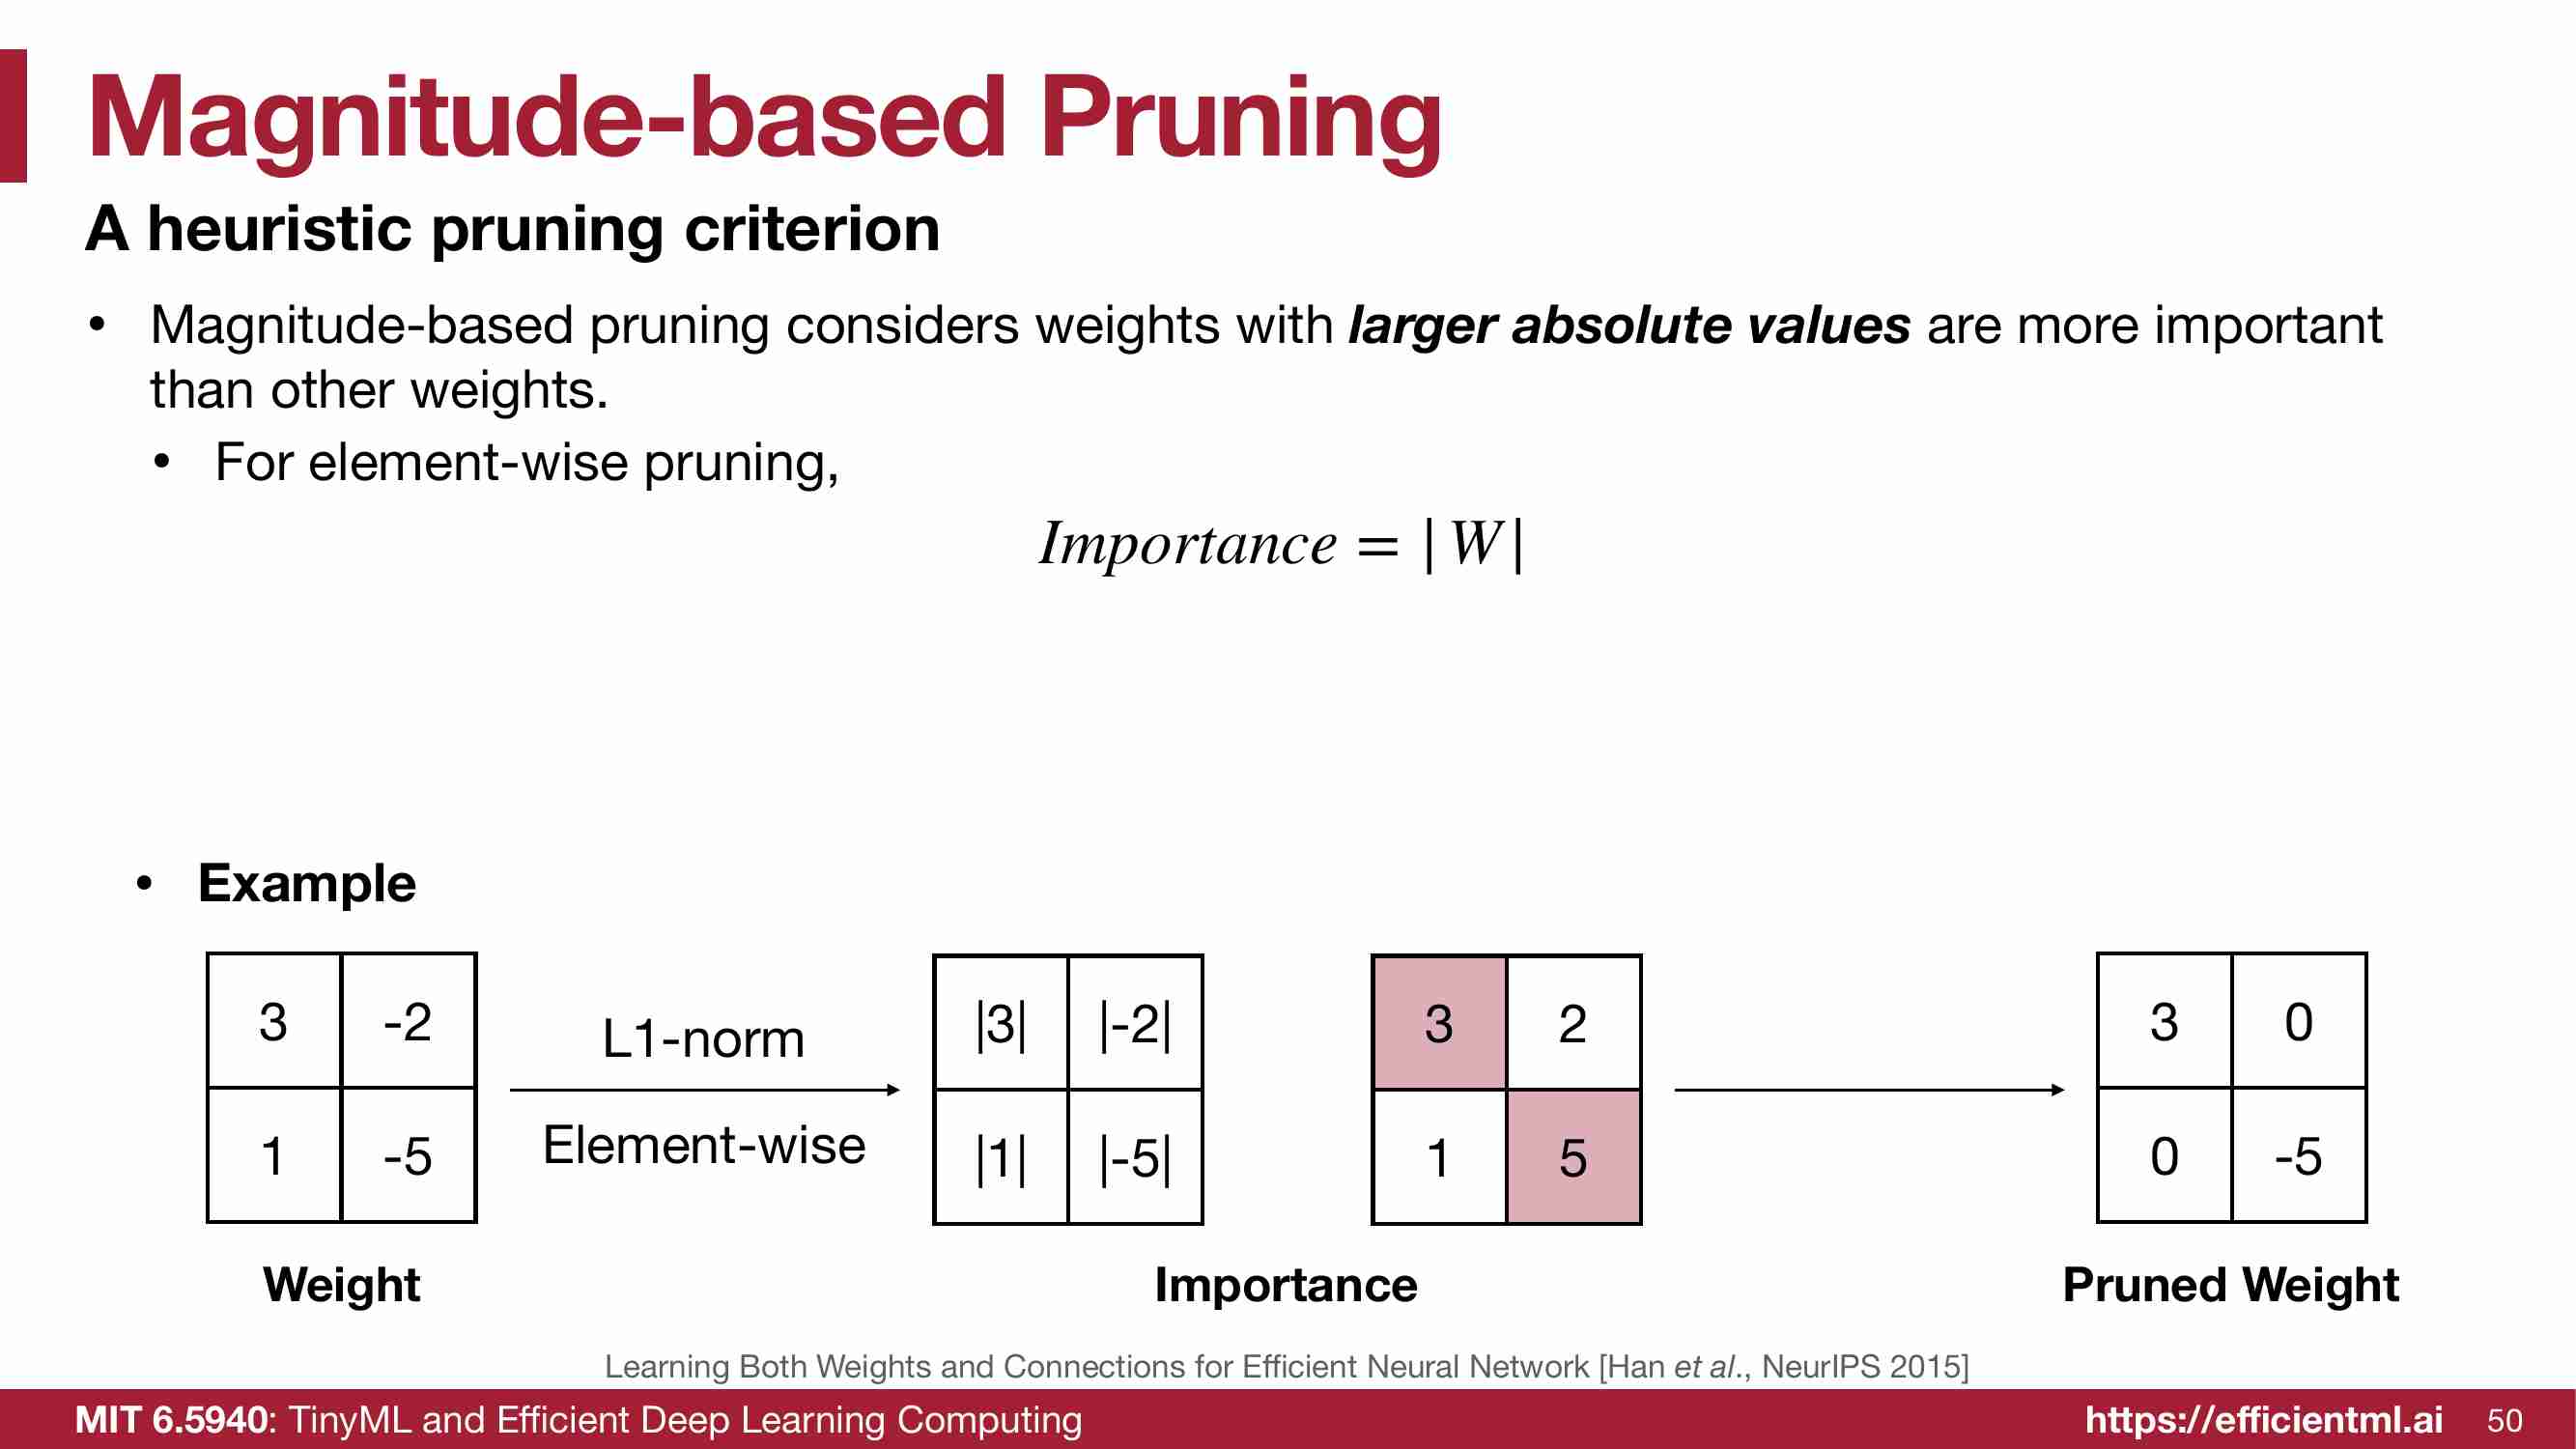 Magnitude-based Pruning
A heuristic pruning criterion
• Magnitude-based pruning considers weights with larger absolute values are more important
than other weights.
• For element-wise pruning,
Importance = |W|
• Example
3 -2
1 -5
L1-norm
Element-wise
|3| |-2|
|1| |-5|
3 2
1 5
3 0
0 -5
Weight
Importance
Pruned Weight
Learning Both Weights and Connections for Efficient Neural Network [Han et al., NeurIPS 2015]
MIT 6.5940: TinyML and Efficient Deep Learning Computing
https://efficientml.ai 50